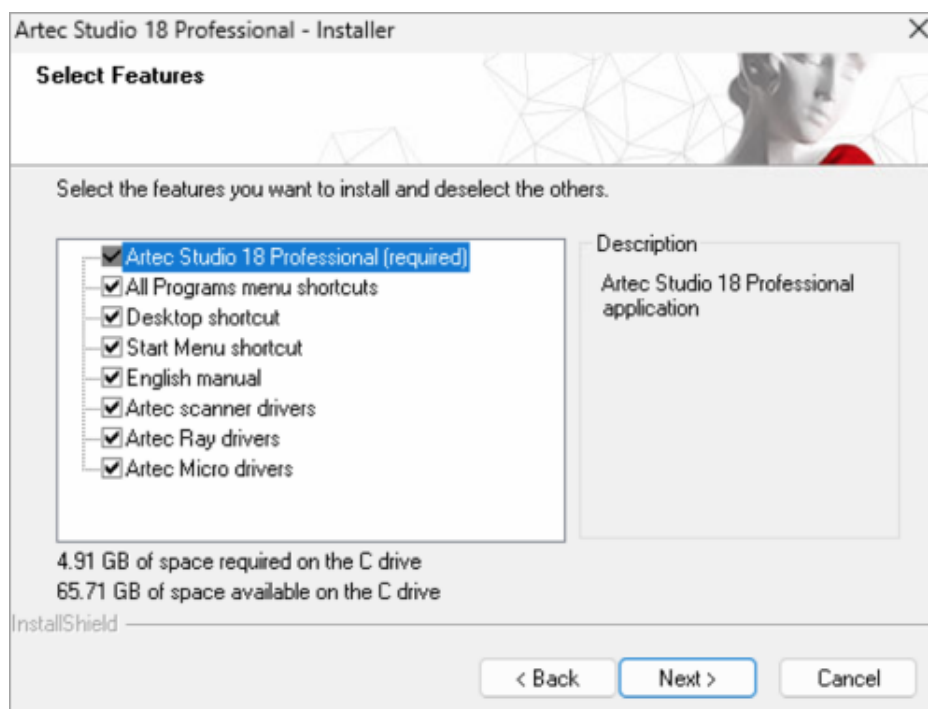 Artec Studio 18 Professional - Installer
Select Features
Select the features you want to install and deselect the others.
Artec Studio 18 Professional (required)
All Programs menu shortcuts
Desktop shortcut
Start Menu shortcut
English manual
Artec scanner drivers
Artec Ray drivers
Artec Micro drivers
Description
Artec Studio 18 Professional
application
4.91 GB of space required on the C drive
65.71 GB of space available on the C drive
InstallShield
< Back
Next >
Cancel